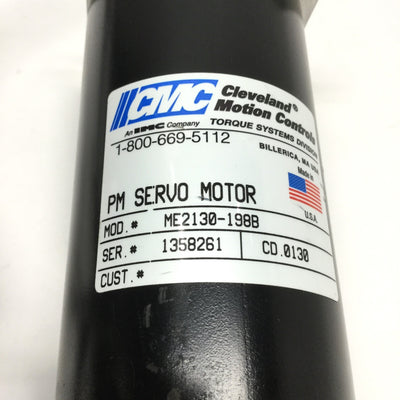 CMC Cleveland®
Motion Controls
An IMC Company TORQUE SYSTEMS DIVISION
1-800-669-5112 BILLERICA, MA
Made in
U.S.A.
PM SERVO MOTOR
MOD.# ME2130-198B
SER.# 1358261 CD.0130
CUST.#